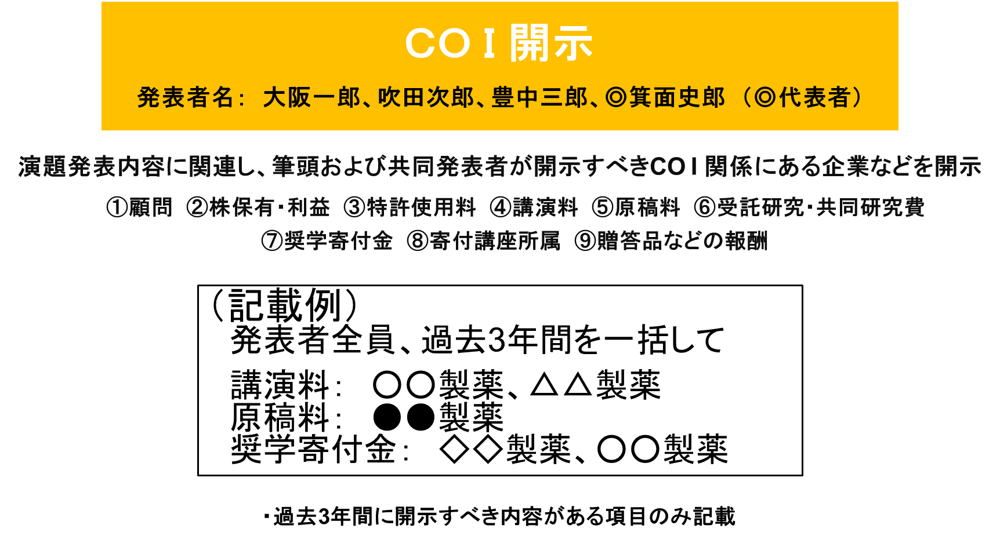 COI開示
発表者名： 大阪一郎、吹田次郎、豊中三郎、◎箕面史郎 （◎代表者）
演題発表内容に関連し、筆頭および共同発表者が開示すべきCOI関係にある企業などを開示
①顧問 ②株保有・利益 ③特許使用料 ④講演料 ⑤原稿料 ⑥受託研究・共同研究費
⑦奨学寄付金 ⑧寄付講座所属 ⑨贈答品などの報酬
（記載例）
発表者全員、過去3年間を一括して
講演料： 〇〇製薬、△△製薬
原稿料： ●●製薬
奨学寄付金： ◇◇製薬、〇〇製薬
・過去3年間に開示すべき内容がある項目のみ記載